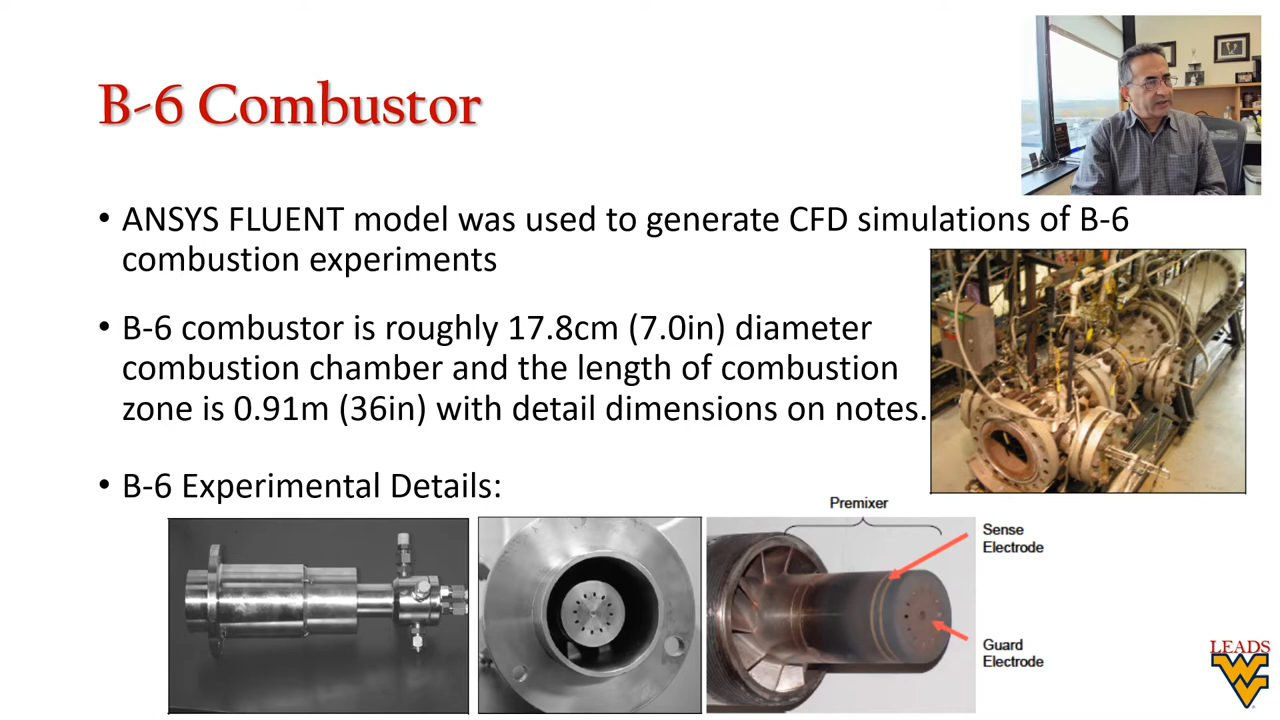 B-6 Combustor
• ANSYS FLUENT model was used to generate CFD simulations of B-6
combustion experiments
• B-6 combustor is roughly 17.8cm (7.0in) diameter
combustion chamber and the length of combustion
zone is 0.91m (36in) with detail dimensions on notes.
• B-6 Experimental Details:
Premixer
Sense
Electrode
Guard
Electrode
LEADS
WV